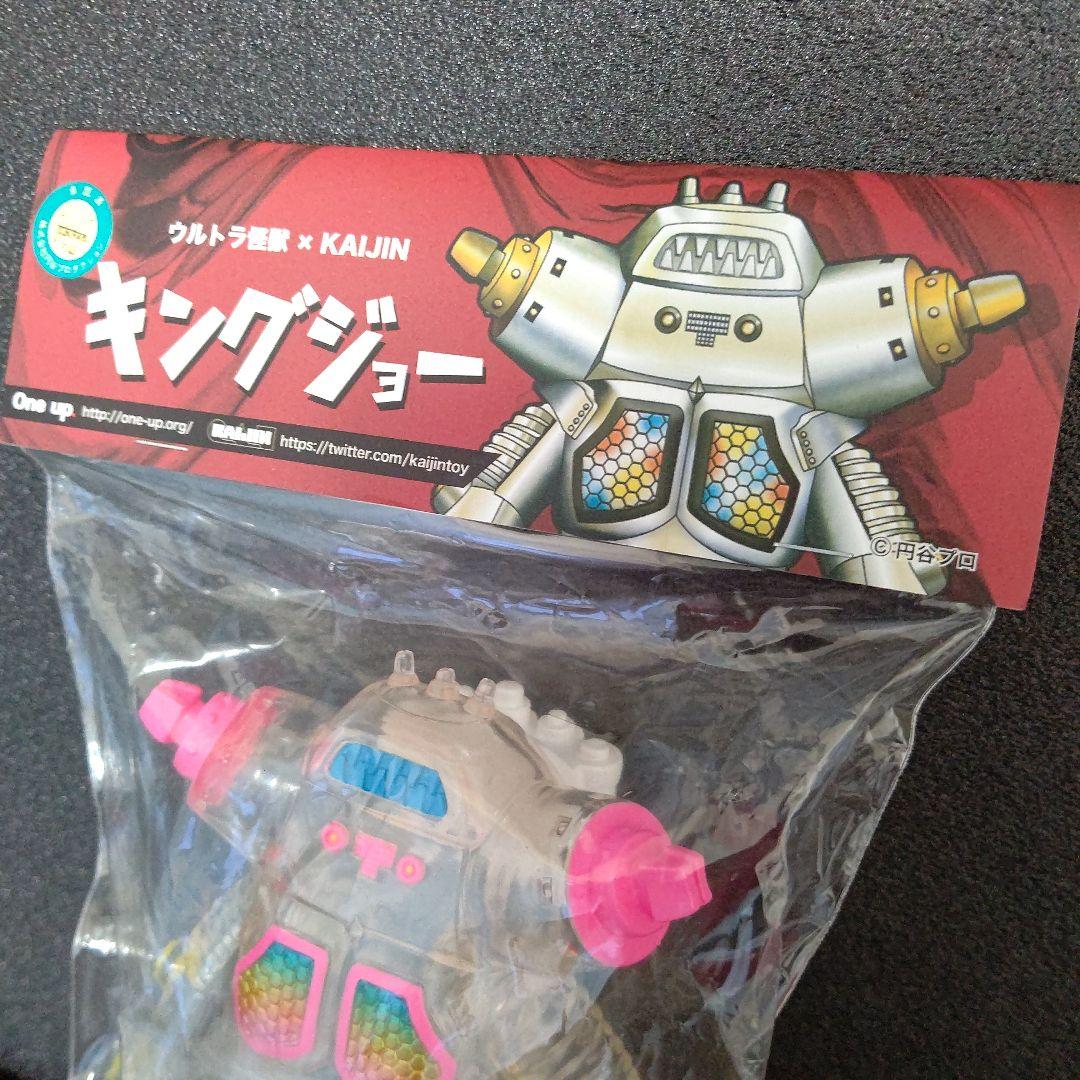 ウルトラ怪獣 × KAIJIN
キングジョー
One up. http://one-up.org/ KAIJIN https://twitter.com/kaijintoy
©円谷プロ